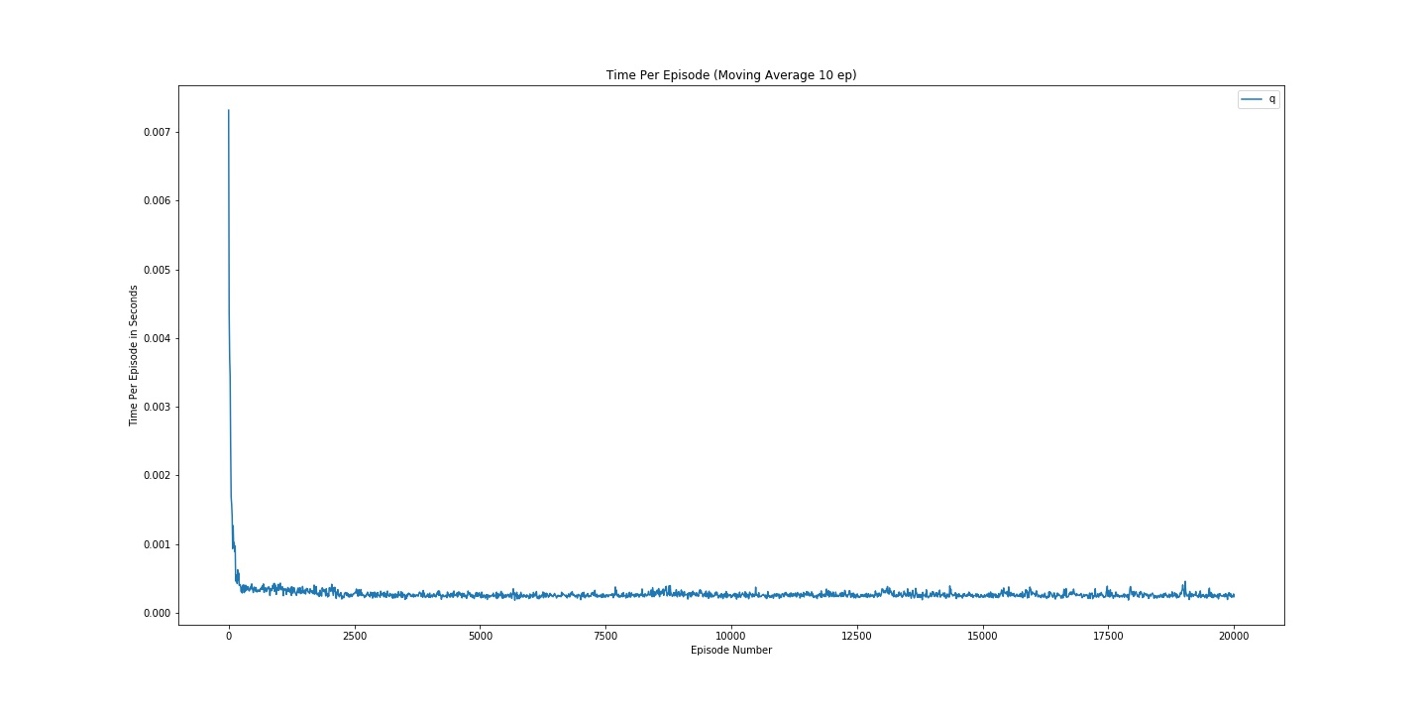 Time Per Episode (Moving Average 10 ep)
q
0.007
0.006
0.005
0.004
0.003
0.002
0.001
0.000
Time Per Episode in Seconds
0 2500 5000 7500 10000 12500 15000 17500 20000
Episode Number